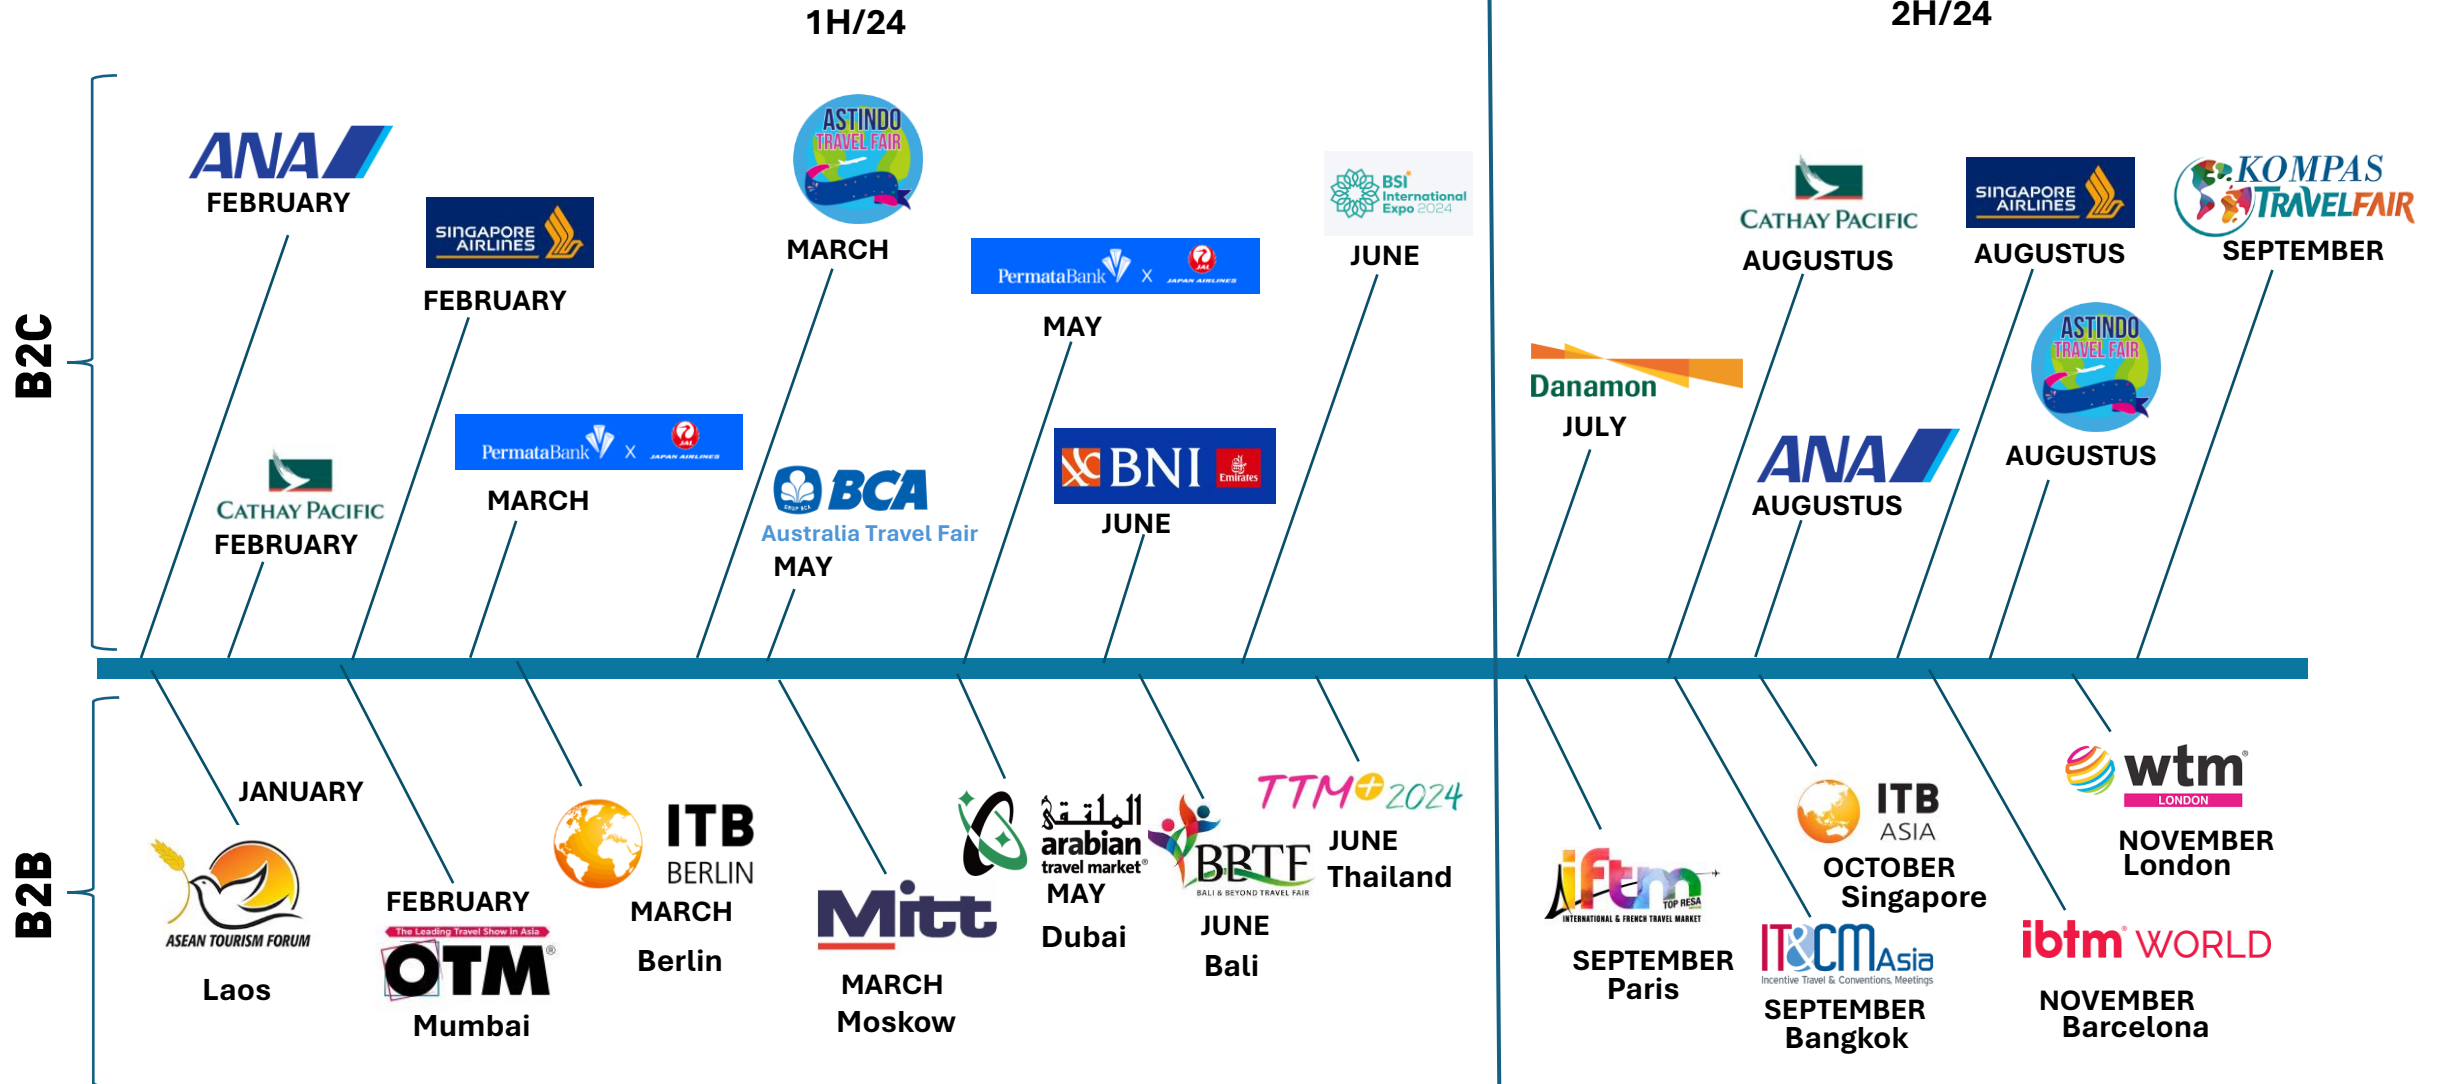 1H/24
2H/24
B2C
ANA
FEBRUARY
CATHAY PACIFIC
FEBRUARY
SINGAPORE
AIRLINES
FEBRUARY
PermataBank X JAL
JAPAN AIRLINES
MARCH
ASTINDO
TRAVEL FAIR
MARCH
BCA
GRUP BCA
Australia Travel Fair
MAY
PermataBank X JAL
JAPAN AIRLINES
MAY
BNI
Emirates
JUNE
BSI
International
Expo 2024
JUNE
Danamon
JULY
CATHAY PACIFIC
AUGUSTUS
ANA
AUGUSTUS
SINGAPORE
AIRLINES
AUGUSTUS
ASTINDO
TRAVEL FAIR
AUGUSTUS
KOMPAS
TRAVELFAIR
SEPTEMBER
B2B
JANUARY
ASEAN TOURISM FORUM
Laos
FEBRUARY
The Leading Travel Show in Asia
OTM®
Mumbai
ITB
BERLIN
MARCH
Berlin
Mitt
MARCH
Moskow
الملتقى
arabian
travel market®
MAY
Dubai
BBTF
BALI & BEYOND TRAVEL FAIR
JUNE
Bali
TTM+2024
JUNE
Thailand
iftm
TOP RESA
INTERNATIONAL & FRENCH TRAVEL MARKET
SEPTEMBER
Paris
IT&CM Asia
Incentive Travel & Conventions, Meetings
SEPTEMBER
Bangkok
ITB
ASIA
OCTOBER
Singapore
ibtm® WORLD
NOVEMBER
Barcelona
wtm®
LONDON
NOVEMBER
London